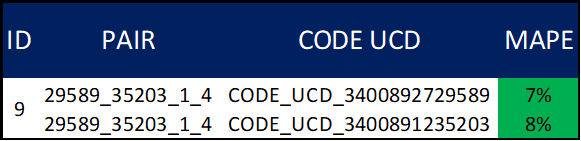 ID PAIR CODE UCD MAPE
29589_35203_1_4 CODE_UCD_3400892729589 7%
9
29589_35203_1_4 CODE_UCD_3400891235203 8%